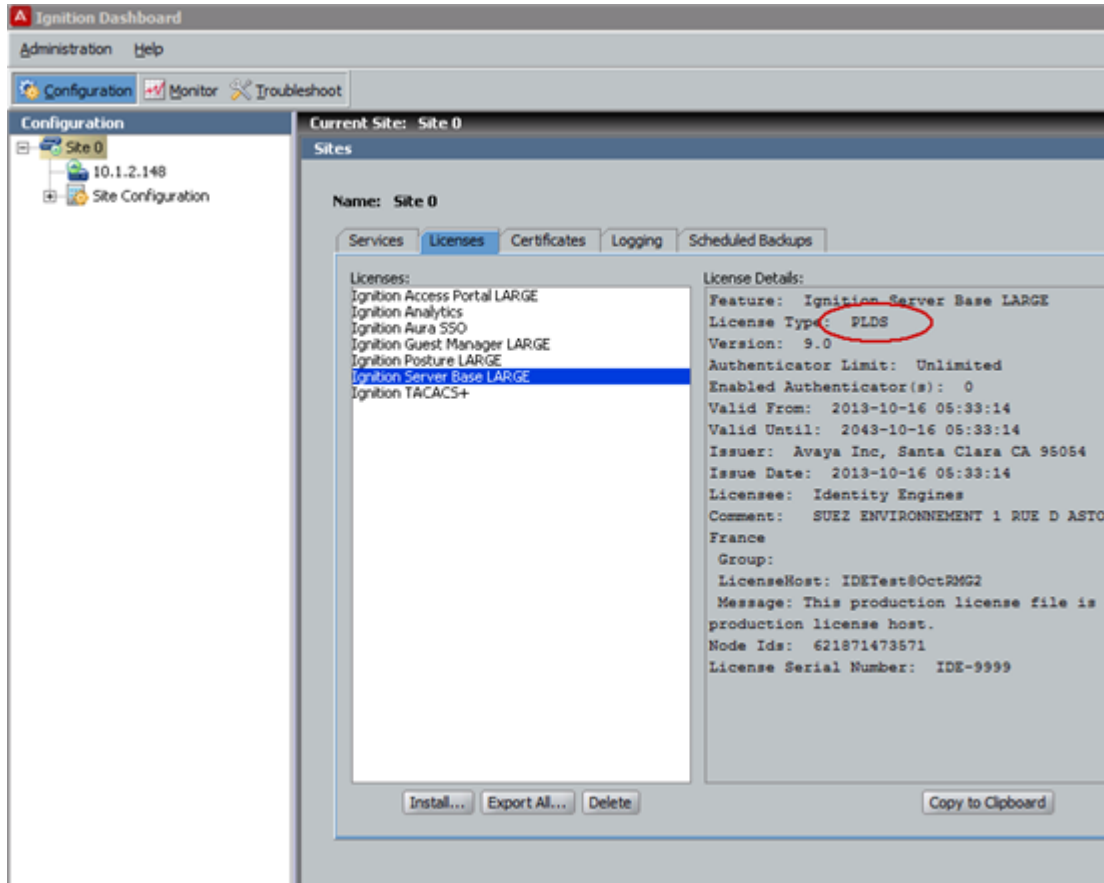 Ignition Dashboard
Administration Help
Configuration Monitor Troubleshoot
Configuration
Site 0
10.1.2.148
Site Configuration
Current Site: Site 0
Sites
Name: Site 0
Services Licenses Certificates Logging Scheduled Backups
Licenses:
Ignition Access Portal LARGE
Ignition Analytics
Ignition Aura SSO
Ignition Guest Manager LARGE
Ignition Posture LARGE
Ignition Server Base LARGE
Ignition TACACS+
Install... Export All... Delete
License Details:
Feature: Ignition Server Base LARGE
License Type: PLDS
Version: 9.0
Authenticator Limit: Unlimited
Enabled Authenticator(s): 0
Valid From: 2013-10-16 05:33:14
Valid Until: 2043-10-16 05:33:14
Issuer: Avaya Inc, Santa Clara CA 95054
Issue Date: 2013-10-16 05:33:14
Licensee: Identity Engines
Comment: SUEZ ENVIRONNEMENT 1 RUE D ASTO
France
Group:
LicenseHost: IDETest8OctRMG2
Message: This production license file is
production license host.
Node Ids: 621871473571
License Serial Number: IDE-9999
Copy to Clipboard